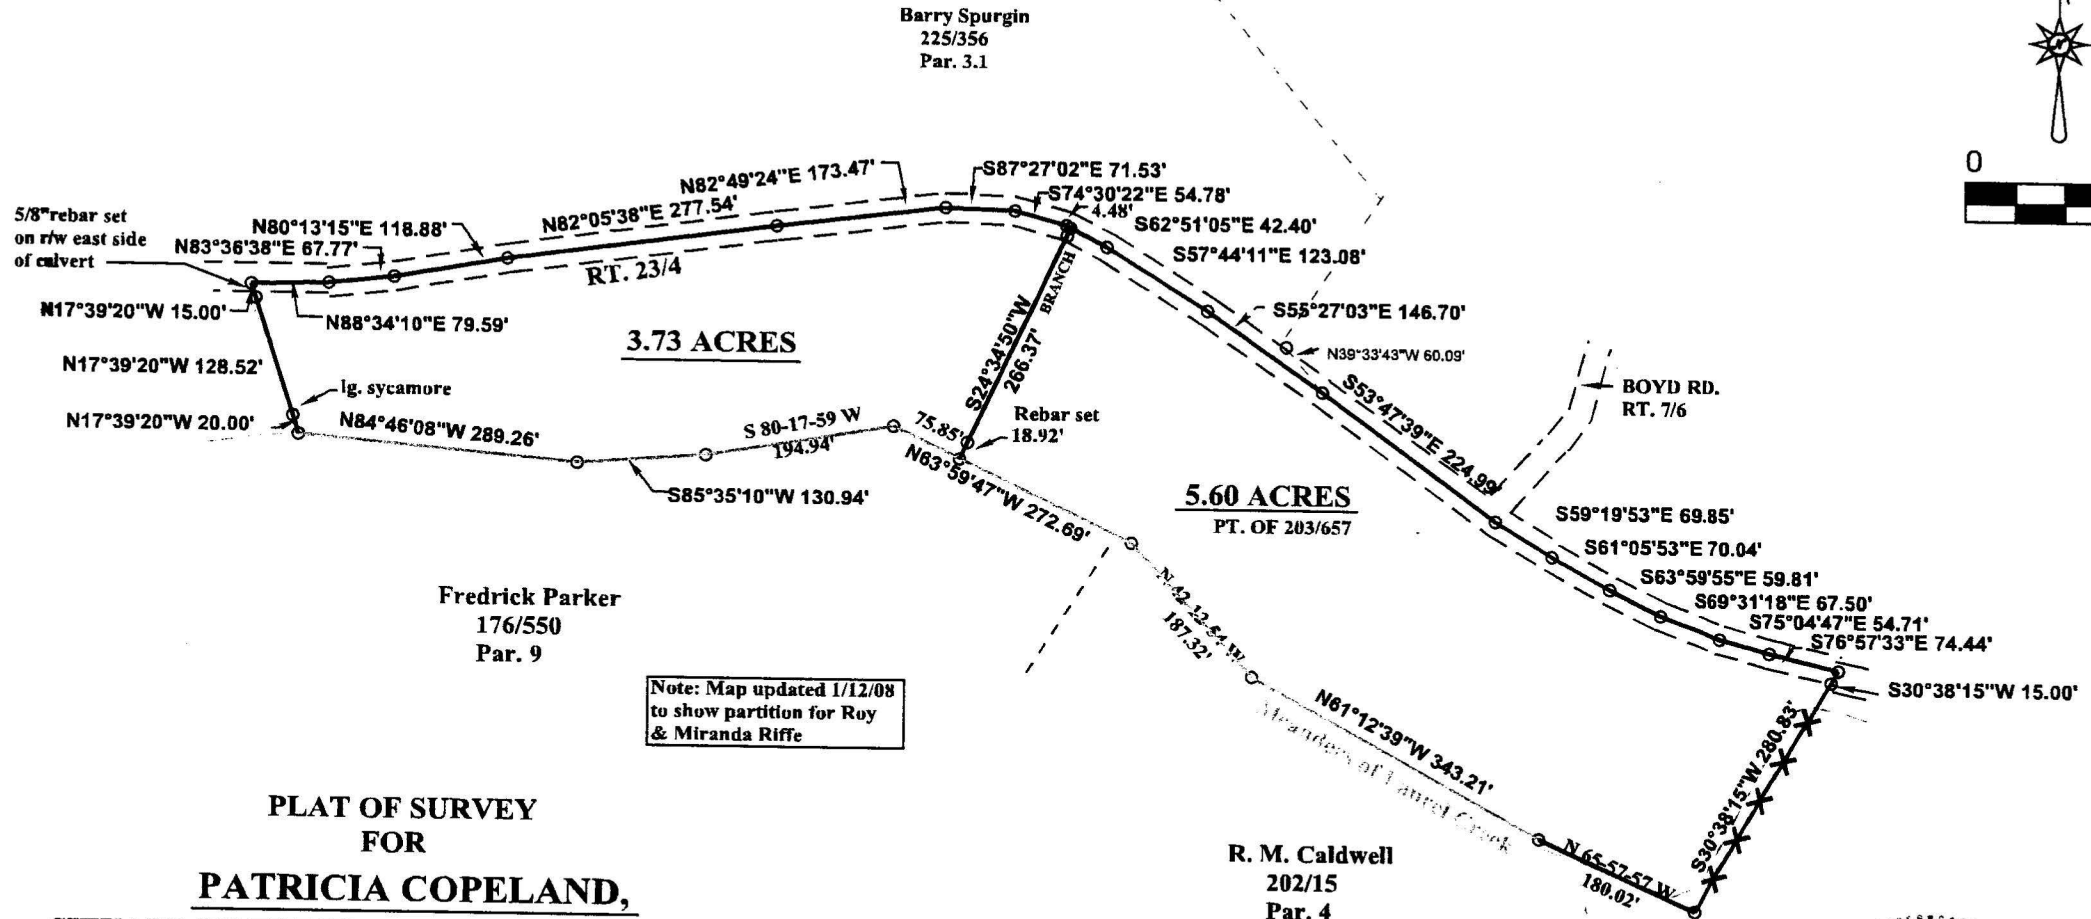 Barry Spurgin
225/356
Par. 3.1
N
0
5/8" rebar set
on r/w east side
of culvert
N83°36'38"E 67.77'
N80°13'15"E 118.88'
N82°05'38"E 277.54'
N82°49'24"E 173.47'
S87°27'02"E 71.53'
S74°30'22"E 54.78'
4.48'
S62°51'05"E 42.40'
S57°44'11"E 123.08'
S55°27'03"E 146.70'
N39°33'43"W 60.09'
S53°47'39"E 224.99'
BOYD RD.
RT. 7/6
RT. 23/4
N17°39'20"W 15.00'
N88°34'10"E 79.59'
3.73 ACRES
S24°34'50"W
266.37'
BRANCH
N17°39'20"W 128.52'
lg. sycamore
N17°39'20"W 20.00'
N84°46'08"W 289.26'
S85°35'10"W 130.94'
S 80-17-59 W
194.94'
75.85'
Rebar set
18.92'
N63°59'47"W 272.69'
5.60 ACRES
PT. OF 203/657
S59°19'53"E 69.85'
S61°05'53"E 70.04'
S63°59'55"E 59.81'
S69°31'18"E 67.50'
S75°04'47"E 54.71'
S76°57'33"E 74.44'
S30°38'15"W 15.00'
S30°38'15"W 280.83'
N 42-12-54 W
187.32'
N61°12'39"W 343.21'
Meanders of Laurel Creek
N 65-57-57 W
180.02'
Fredrick Parker
176/550
Par. 9
Note: Map updated 1/12/08
to show partition for Roy
& Miranda Riffe
R. M. Caldwell
202/15
Par. 4
PLAT OF SURVEY
FOR
PATRICIA COPELAND,